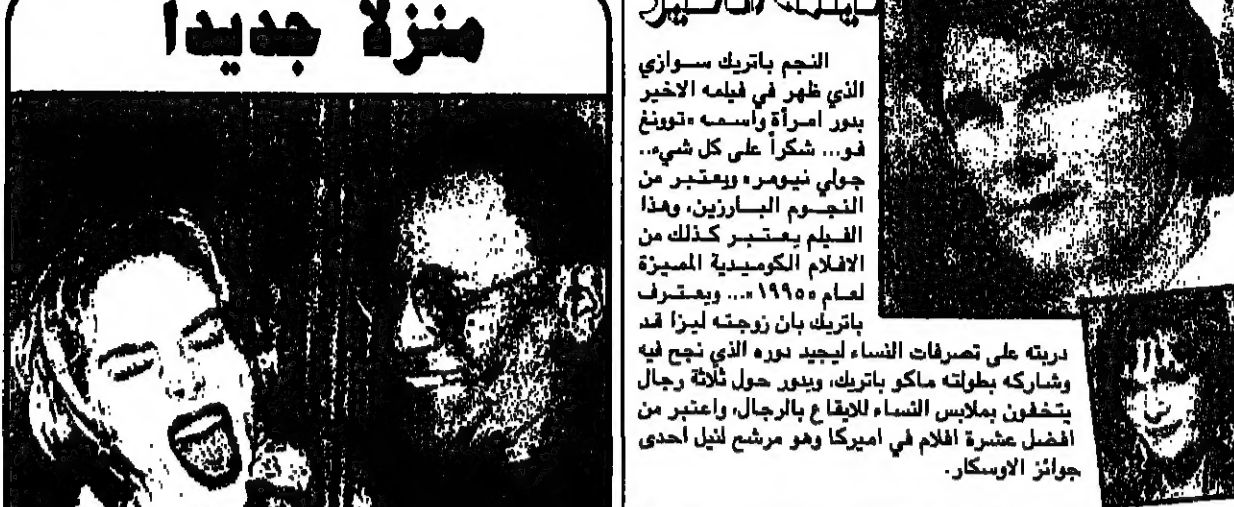 النجم باتريك سوازي
الذي ظهر في فيلمه الاخير
بدور امرأة واسمه «توونغ
فو... شكراً على كل شيء..
جولي نيومر» ويعتبر من
النجوم البارزين، وهذا
الفيلم يعتبر كذلك من
الافلام الكوميدية المميزة
لعام «١٩٩٥»... ويعترف
باتريك بان زوجته ليزا قد
دربته على تصرفات النساء ليجيد دوره الذي نجح فيه
وشاركه بطولته ماكو باتريك، ويدور حول ثلاثة رجال
يتخفون بملابس النساء للايقاع بالرجال، واعتبر من
افضل عشرة افلام في اميركا وهو مرشح لنيل احدى
جوائز الاوسكار.
منزلا جديدا